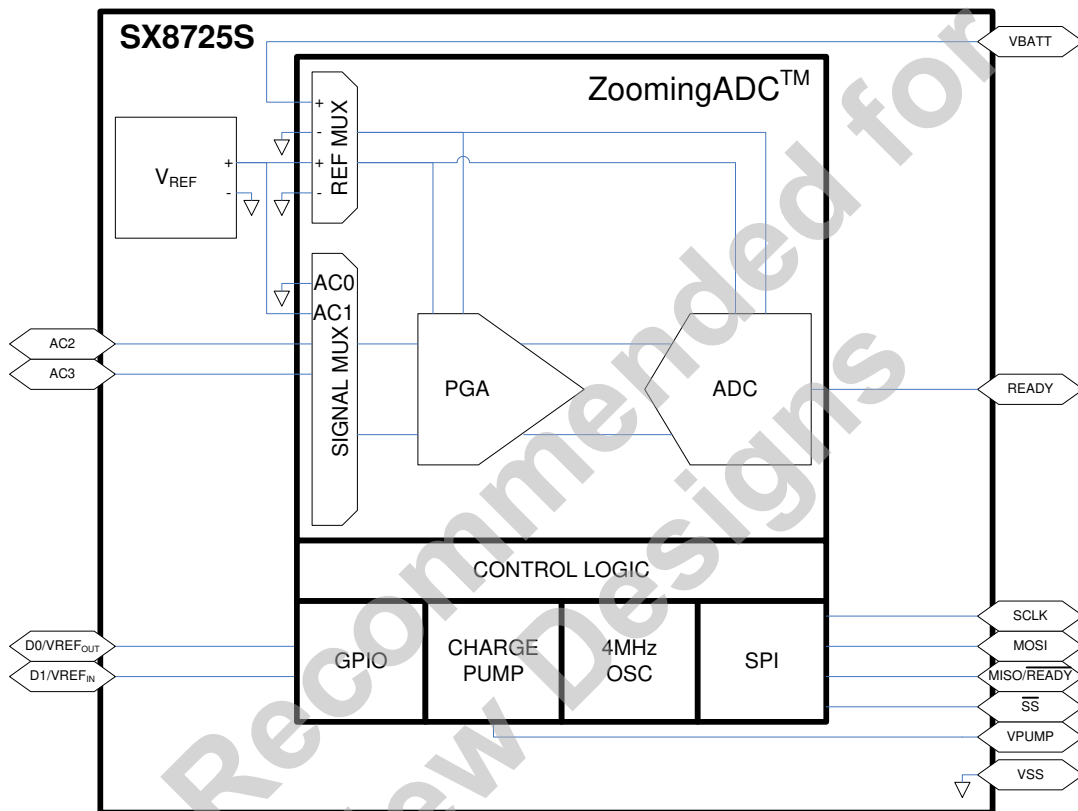 SX8725S
VBATT
ZoomingADC™
REF MUX
+
-
+
-
V_REF
+
-
SIGNAL MUX
AC0
AC1
AC2
AC3
PGA
ADC
READY
CONTROL LOGIC
GPIO
CHARGE
PUMP
4MHz
OSC
SPI
D0/VREF_OUT
D1/VREF_IN
SCLK
MOSI
MISO/READY
SS
VPUMP
VSS
Recommended for
ew Designs